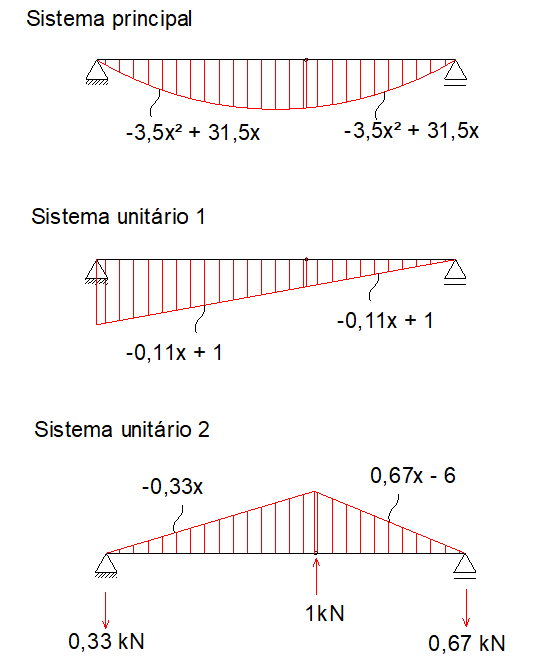 Sistema principal
-3,5x² + 31,5x
-3,5x² + 31,5x
Sistema unitário 1
-0,11x + 1
-0,11x + 1
Sistema unitário 2
-0,33x
0,67x - 6
1kN
0,33 kN
0,67 kN